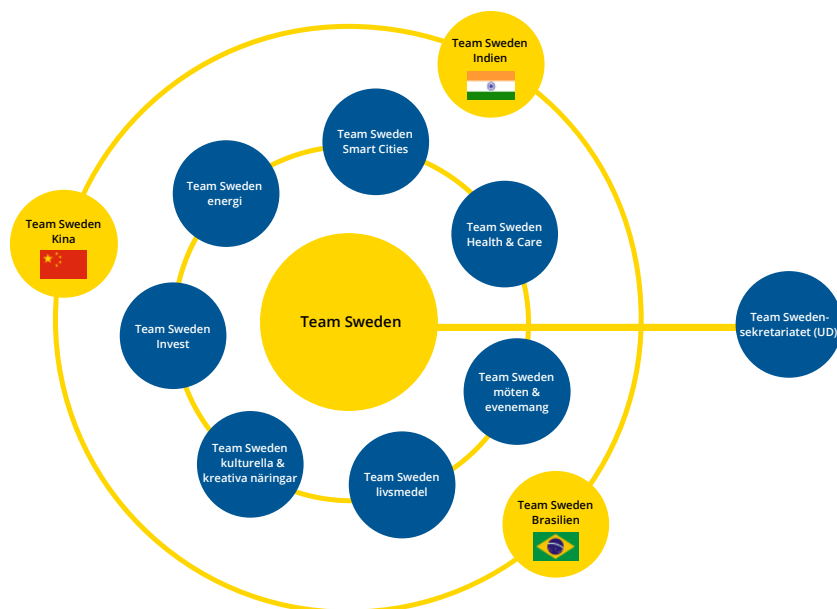 Team Sweden
Indien
Team Sweden
Smart Cities
Team Sweden
energi
Team Sweden
Health & Care
Team Sweden
Kina
Team Sweden
Team Sweden-
sekretariatet (UD)
Team Sweden
Invest
Team Sweden
möten &
evenemang
Team Sweden
kulturella &
kreativa näringar
Team Sweden
livsmedel
Team Sweden
Brasilien